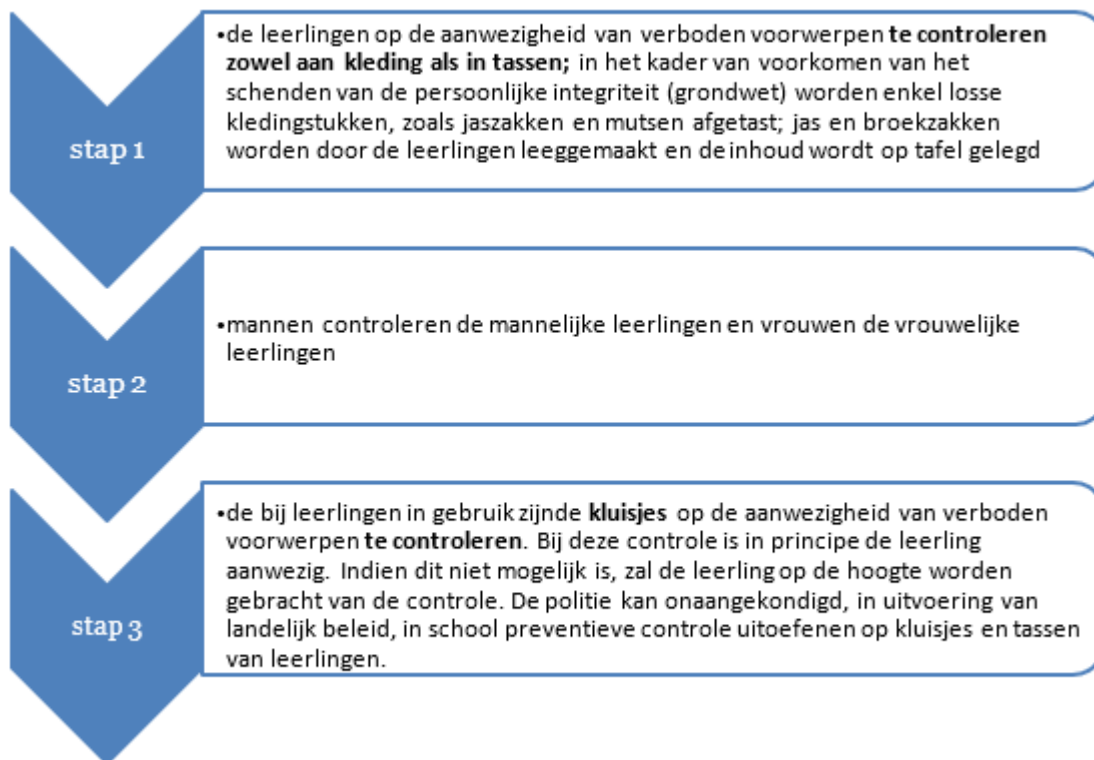 •de leerlingen op de aanwezigheid van verboden voorwerpen te controleren
zowel aan kleding als in tassen; in het kader van voorkomen van het
schenden van de persoonlijke integriteit (grondwet) worden enkel losse
kledingstukken, zoals jaszakken en mutsen afgetast; jas en broekzakken
worden door de leerlingen leeggemaakt en de inhoud wordt op tafel gelegd
stap 1
•mannen controleren de mannelijke leerlingen en vrouwen de vrouwelijke
leerlingen
stap 2
•de bij leerlingen in gebruik zijnde kluisjes op de aanwezigheid van verboden
voorwerpen te controleren. Bij deze controle is in principe de leerling
aanwezig. Indien dit niet mogelijk is, zal de leerling op de hoogte worden
gebracht van de controle. De politie kan onaangekondigd, in uitvoering van
landelijk beleid, in school preventieve controle uitoefenen op kluisjes en tassen
van leerlingen.
stap 3